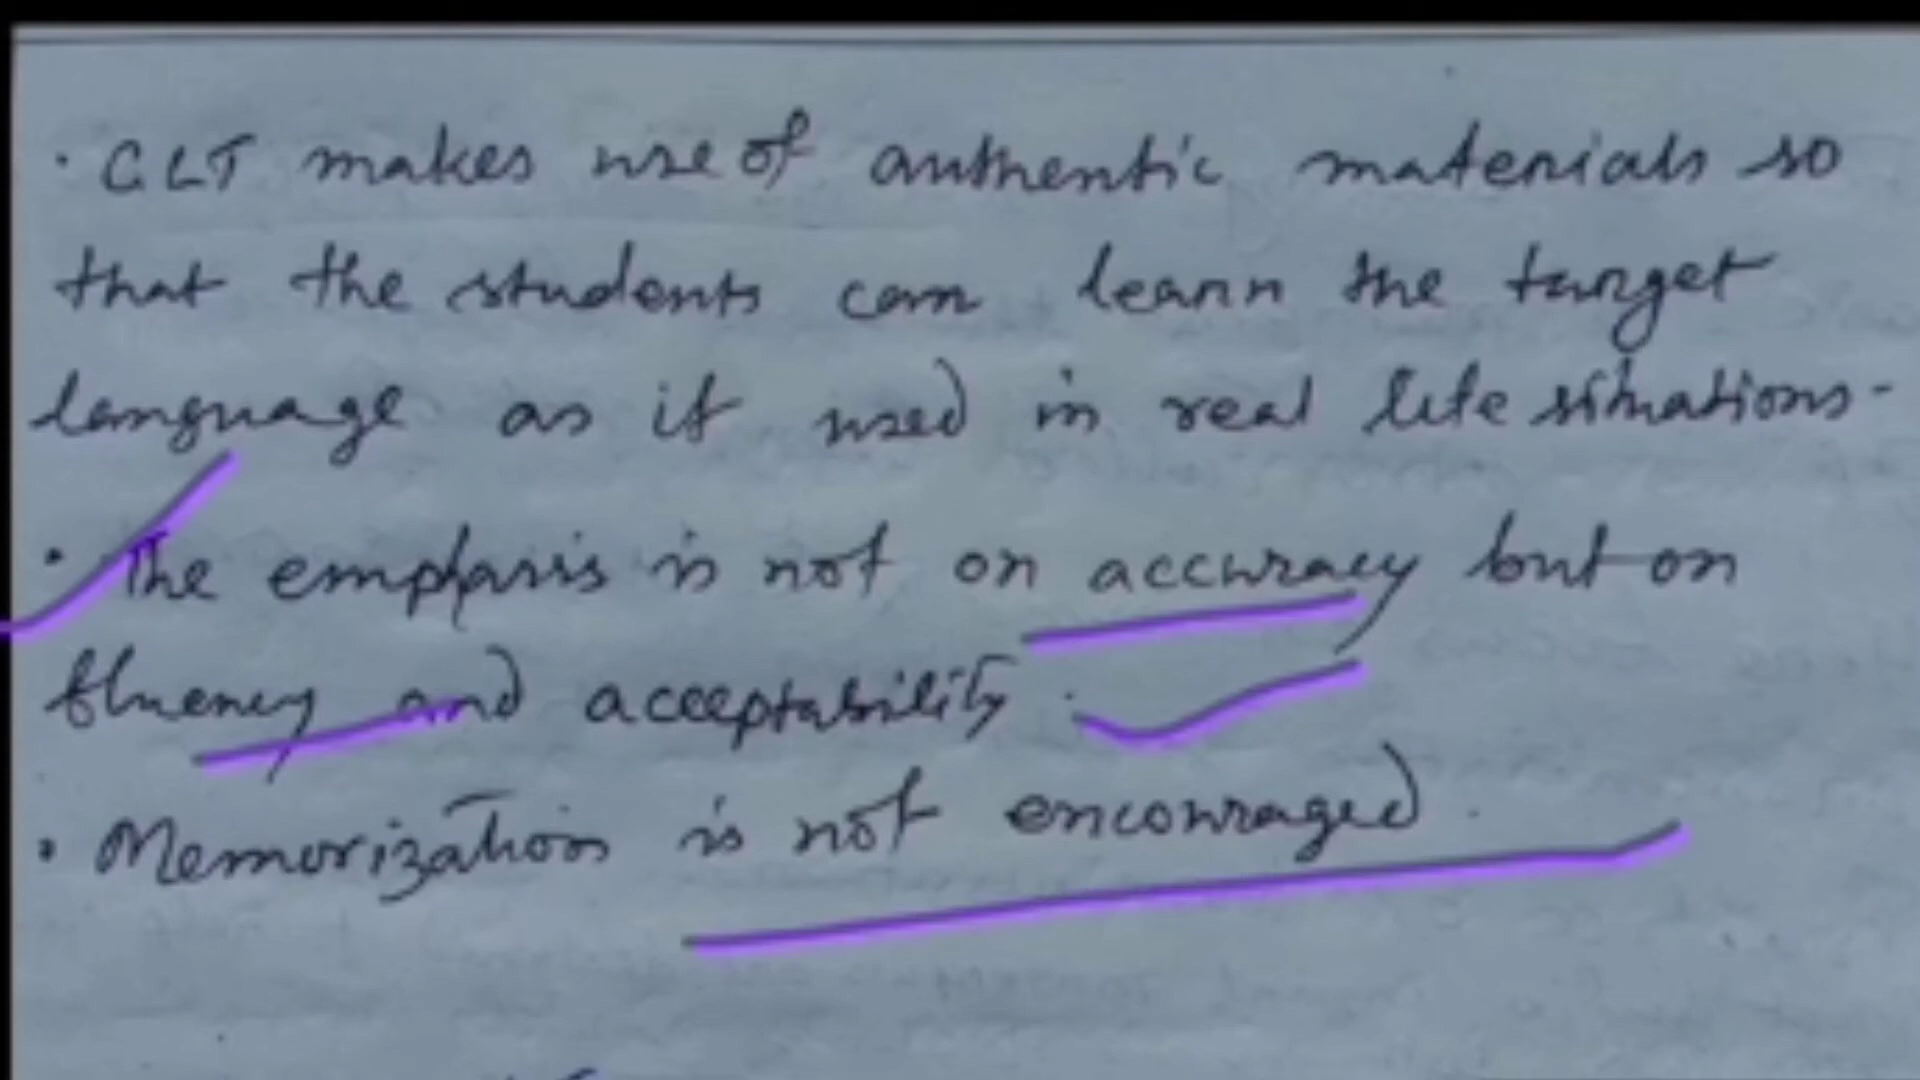 · CLT makes use of authentic materials so
that the students can learn the target
language as it used in real life situations-
· The emphasis is not on accuracy but on
fluency and acceptability.
· Memorization is not encouraged.